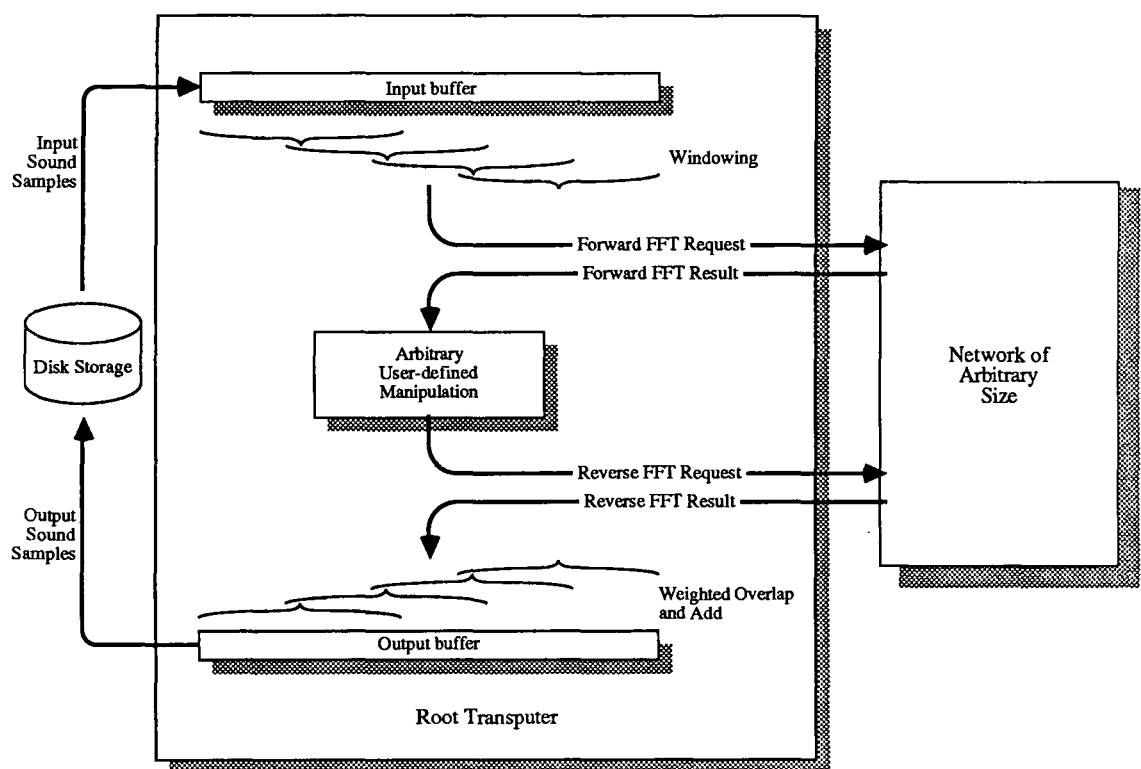 Input buffer
Input
Sound
Samples
Windowing
Forward FFT Request
Forward FFT Result
Disk Storage
Arbitrary
User-defined
Manipulation
Network of
Arbitrary
Size
Reverse FFT Request
Reverse FFT Result
Output
Sound
Samples
Weighted Overlap
and Add
Output buffer
Root Transputer